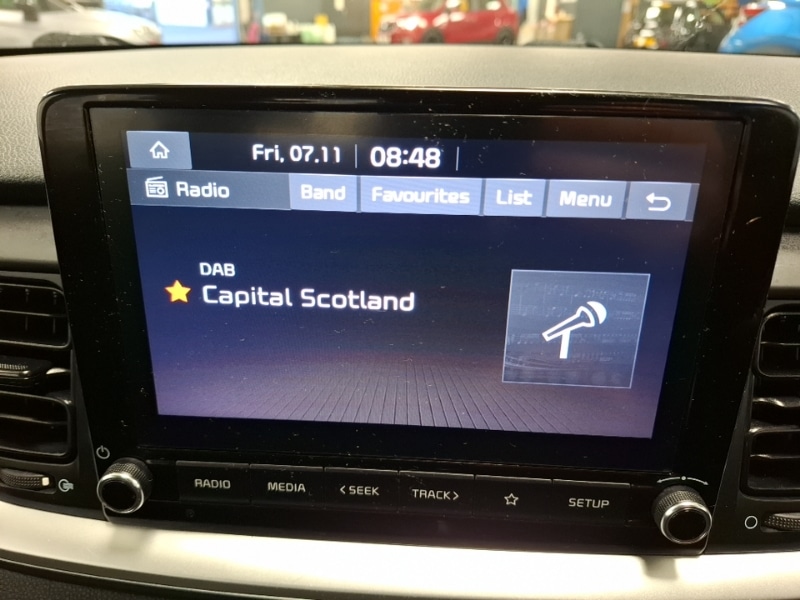 Fri, 07.11 08:48
Radio Band Favourites List Menu
DAB
Capital Scotland
RADIO MEDIA < SEEK TRACK > SETUP